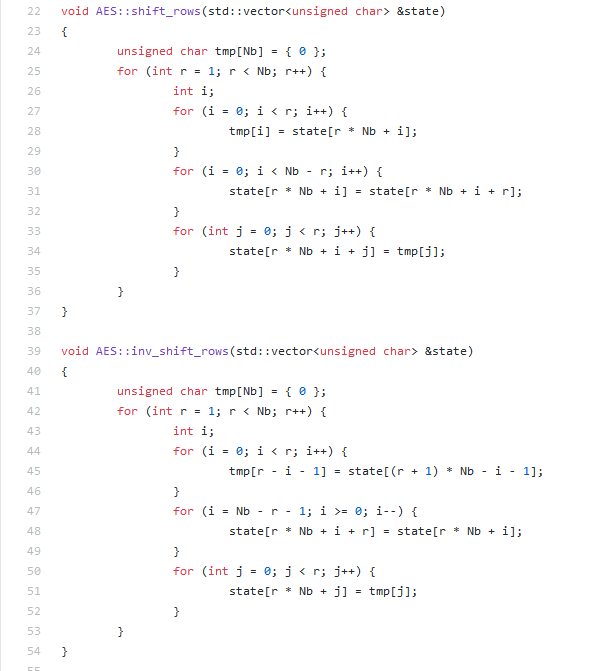 22 void AES::shift_rows(std::vector<unsigned char> &state)
23 {
24         unsigned char tmp[Nb] = { 0 };
25         for (int r = 1; r < Nb; r++) {
26                 int i;
27                 for (i = 0; i < r; i++) {
28                         tmp[i] = state[r * Nb + i];
29                 }
30                 for (i = 0; i < Nb - r; i++) {
31                         state[r * Nb + i] = state[r * Nb + i + r];
32                 }
33                 for (int j = 0; j < r; j++) {
34                         state[r * Nb + i + j] = tmp[j];
35                 }
36         }
37 }
38
39 void AES::inv_shift_rows(std::vector<unsigned char> &state)
40 {
41         unsigned char tmp[Nb] = { 0 };
42         for (int r = 1; r < Nb; r++) {
43                 int i;
44                 for (i = 0; i < r; i++) {
45                         tmp[r - i - 1] = state[(r + 1) * Nb - i - 1];
46                 }
47                 for (i = Nb - r - 1; i >= 0; i--) {
48                         state[r * Nb + i + r] = state[r * Nb + i];
49                 }
50                 for (int j = 0; j < r; j++) {
51                         state[r * Nb + j] = tmp[j];
52                 }
53         }
54 }
55